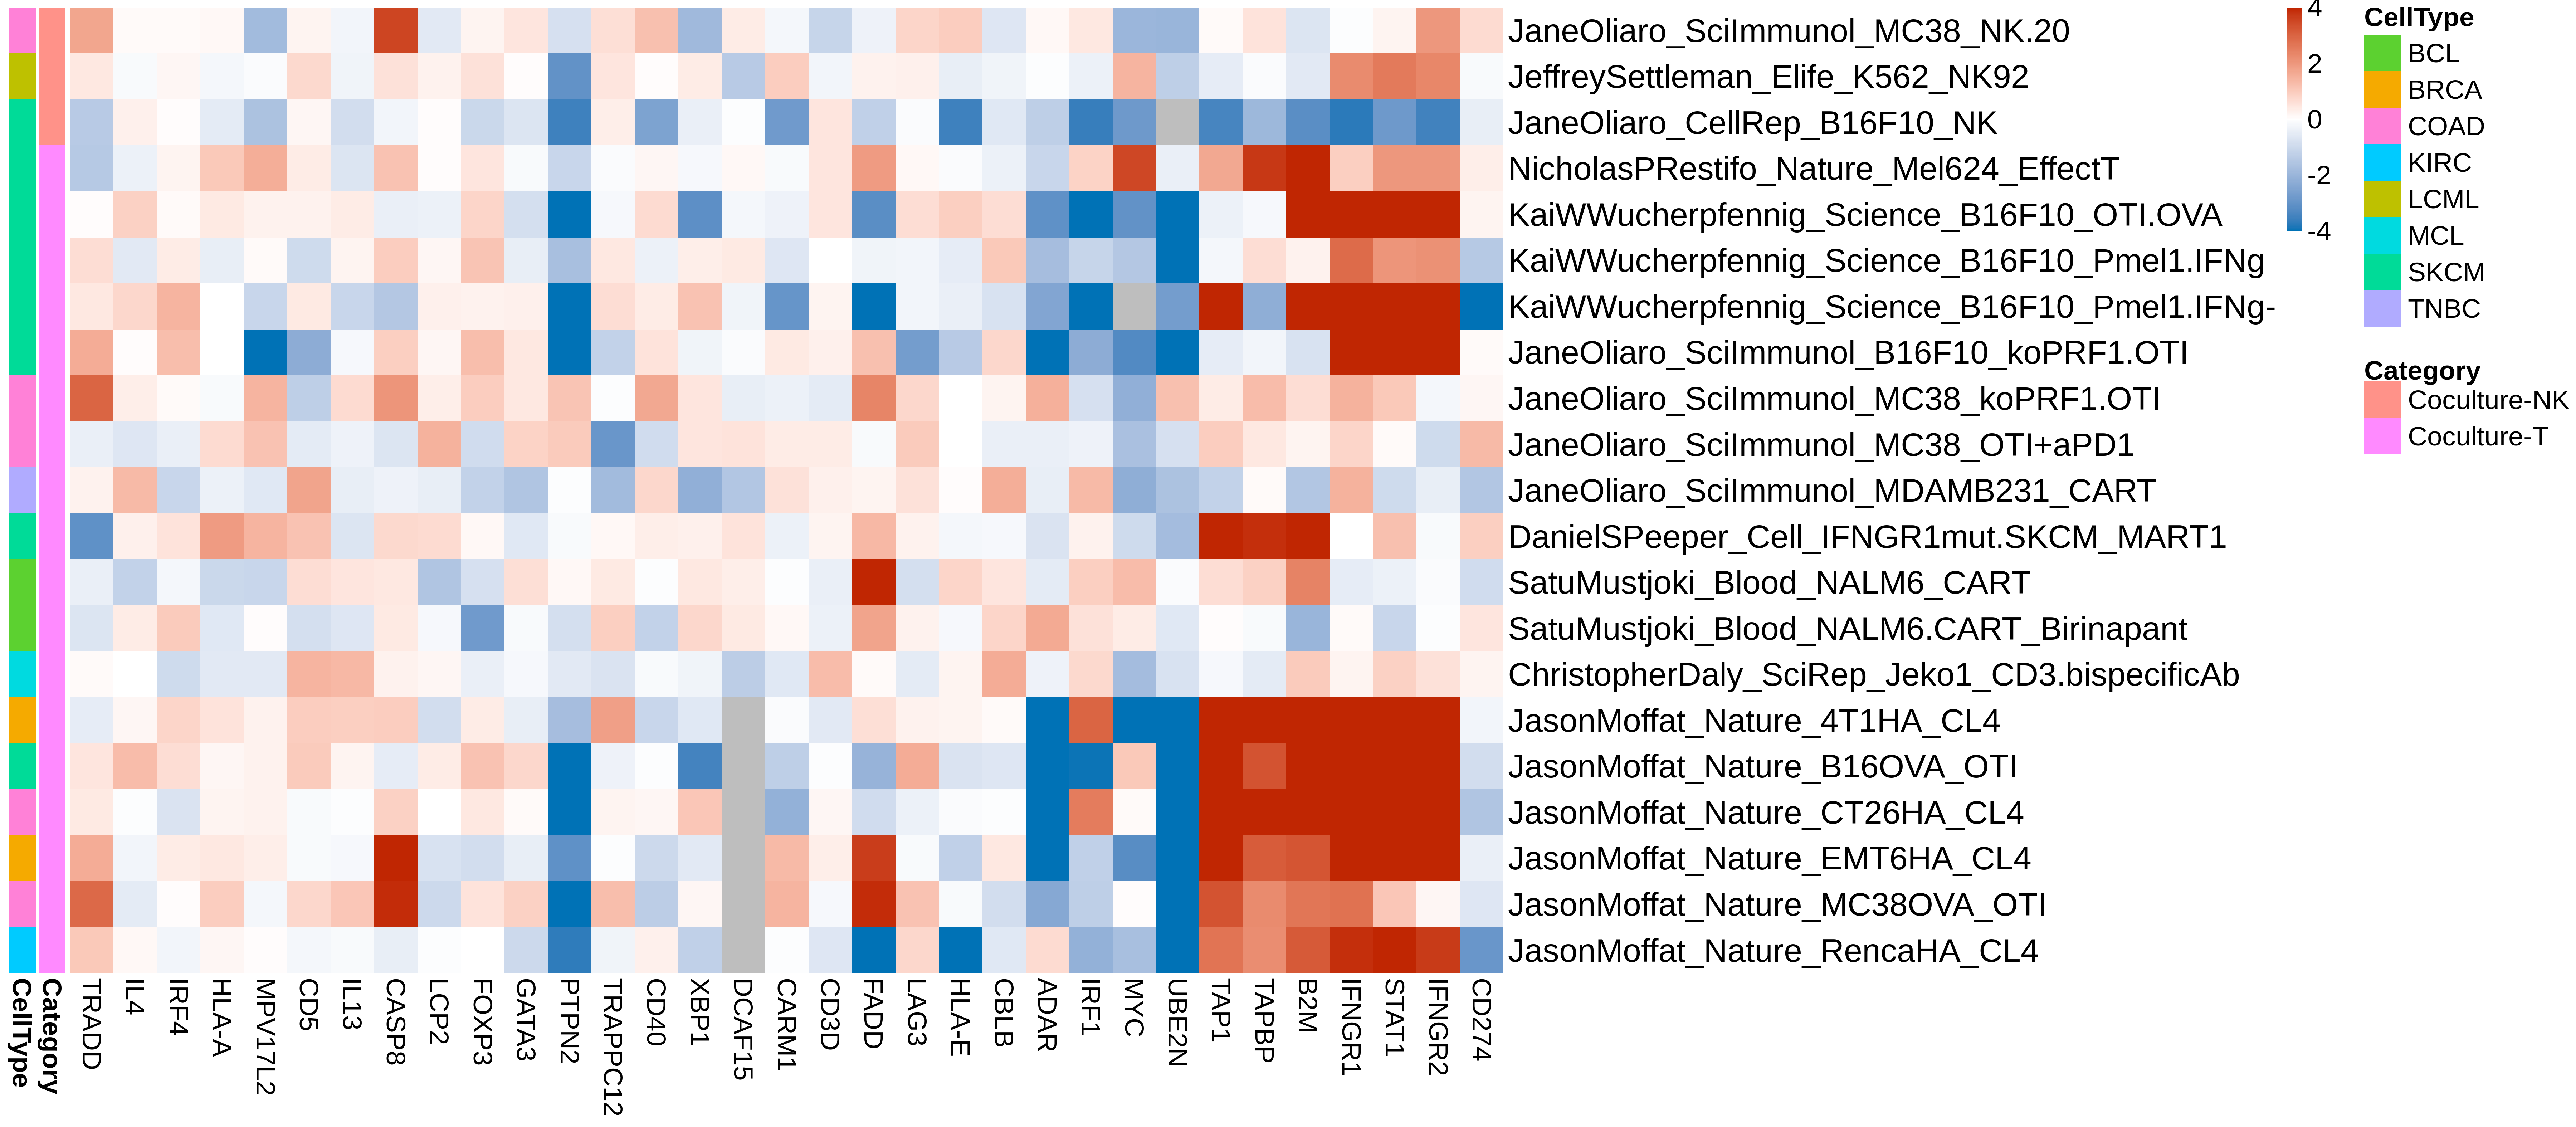 JaneOliaro_SciImmunol_MC38_NK.20
JeffreySettleman_Elife_K562_NK92
JaneOliaro_CellRep_B16F10_NK
NicholasPRestifo_Nature_Mel624_EffectT
KaiWWucherpfennig_Science_B16F10_OTI.OVA
KaiWWucherpfennig_Science_B16F10_Pmel1.IFNg
KaiWWucherpfennig_Science_B16F10_Pmel1.IFNg-
JaneOliaro_SciImmunol_B16F10_koPRF1.OTI
JaneOliaro_SciImmunol_MC38_koPRF1.OTI
JaneOliaro_SciImmunol_MC38_OTI+aPD1
JaneOliaro_SciImmunol_MDAMB231_CART
DanielSPeeper_Cell_IFNGR1mut.SKCM_MART1
SatuMustjoki_Blood_NALM6_CART
SatuMustjoki_Blood_NALM6.CART_Birinapant
ChristopherDaly_SciRep_Jeko1_CD3.bispecificAb
JasonMoffat_Nature_4T1HA_CL4
JasonMoffat_Nature_B16OVA_OTI
JasonMoffat_Nature_CT26HA_CL4
JasonMoffat_Nature_EMT6HA_CL4
JasonMoffat_Nature_MC38OVA_OTI
JasonMoffat_Nature_RencaHA_CL4
CellType
Category
TRADD
IL4
IRF4
HLA-A
MPV17L2
CD5
IL13
CASP8
LCP2
FOXP3
GATA3
PTPN2
TRAPPC12
CD40
XBP1
DCAF15
CARM1
CD3D
FADD
LAG3
HLA-E
CBLB
ADAR
IRF1
MYC
UBE2N
TAP1
TAPBP
B2M
IFNGR1
STAT1
IFNGR2
CD274
4
2
0
-2
-4
CellType
BCL
BRCA
COAD
KIRC
LCML
MCL
SKCM
TNBC
Category
Coculture-NK
Coculture-T